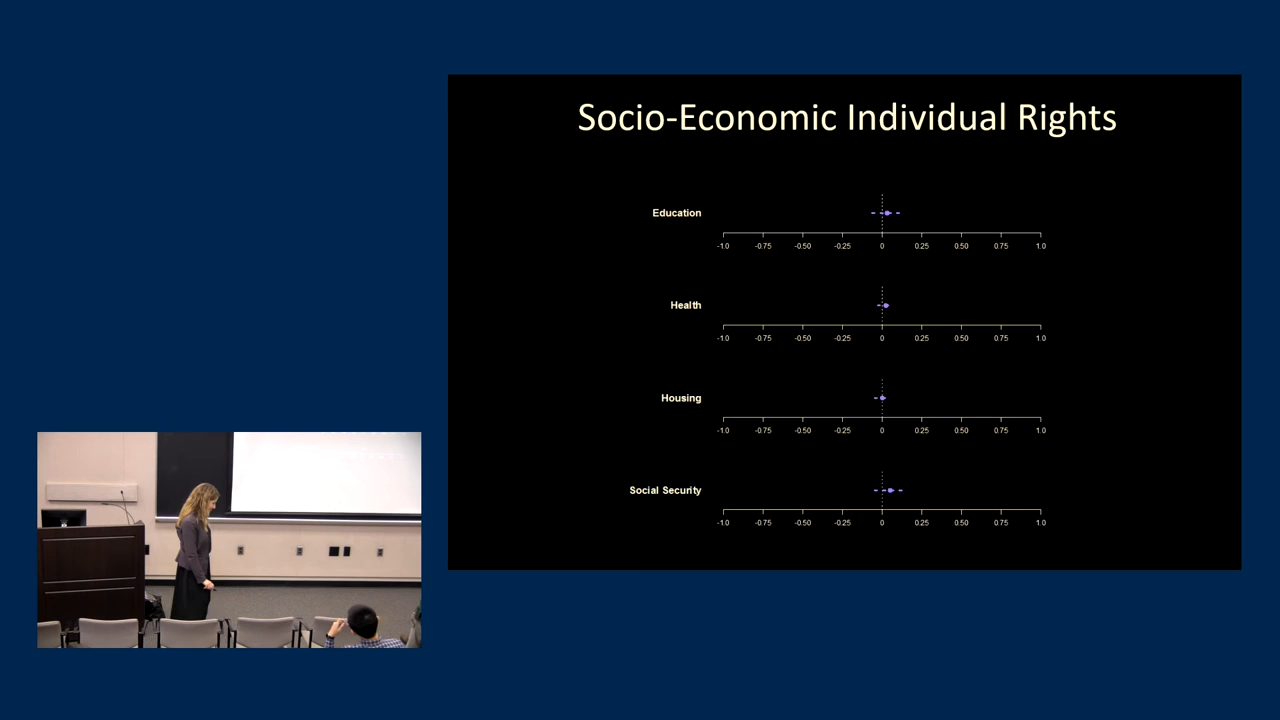 Socio-Economic Individual Rights
Education
-1.0 -0.75 -0.50 -0.25 0 0.25 0.50 0.75 1.0
Health
-1.0 -0.75 -0.50 -0.25 0 0.25 0.50 0.75 1.0
Housing
-1.0 -0.75 -0.50 -0.25 0 0.25 0.50 0.75 1.0
Social Security
-1.0 -0.75 -0.50 -0.25 0 0.25 0.50 0.75 1.0